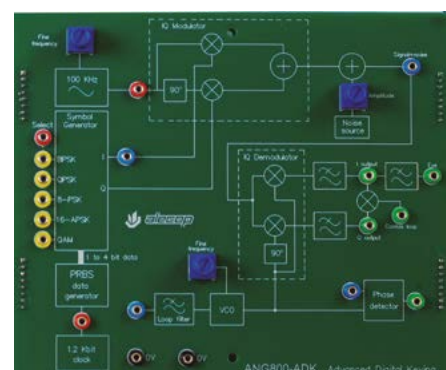 Fine
frequency
IQ Modulator
100 KHz
90°
Signal+noise
Amplitude
Noise
source
Select
Symbol
Generator
BPSK
QPSK
8-PSK
16-APSK
QAM
I
Q
alecop
IQ Demodulator
I output
Q output
Costas loop
90°
1 to 4 bit data
PRBS
data
generator
Fine
frequency
Loop filter
VCO
Phase
detector
1.2 Kbit
clock
0V
0V
ANG800-ADK Advanced Digital Keying